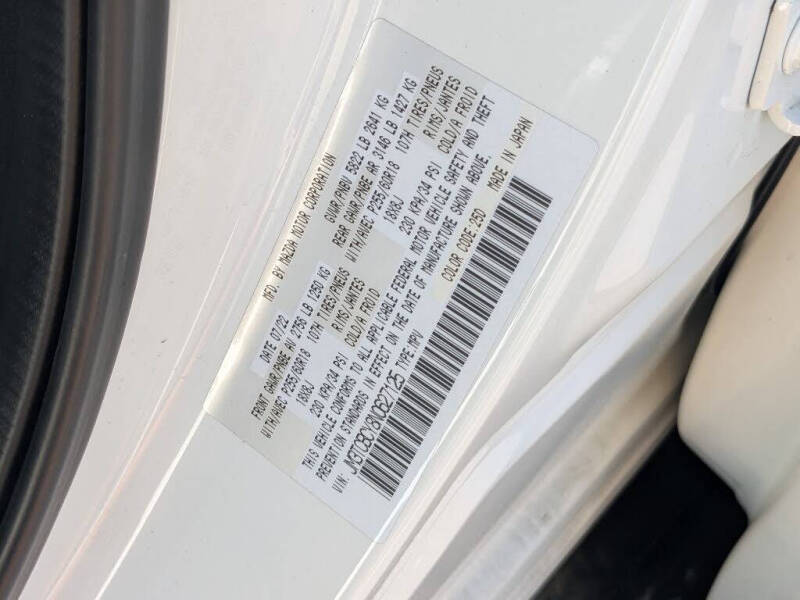 MFD. BY MAZDA MOTOR CORPORATION
DATE 07/22 GVWR/PNBV 5822 LB 2641 KG
FRONT GAWR/PNBE AV 2756 LB 1250 KG REAR GAWR/PNBE AR 3146 LB 1427 KG
WITH/AVEC P255/60R18 107H TIRES/PNEUS WITH/AVEC P255/60R18 107H TIRES/PNEUS
18X8J RIMS/JANTES 18X8J RIMS/JANTES
230 KPA/34 PSI COLD/A FROID 230 KPA/34 PSI COLD/A FROID
THIS VEHICLE CONFORMS TO ALL APPLICABLE FEDERAL MOTOR VEHICLE SAFETY AND THEFT
PREVENTION STANDARDS IN EFFECT ON THE DATE OF MANUFACTURE SHOWN ABOVE.
VIN: JM3TCBCY8N0627125 TYPE:MPV COLOR CODE:25D MADE IN JAPAN